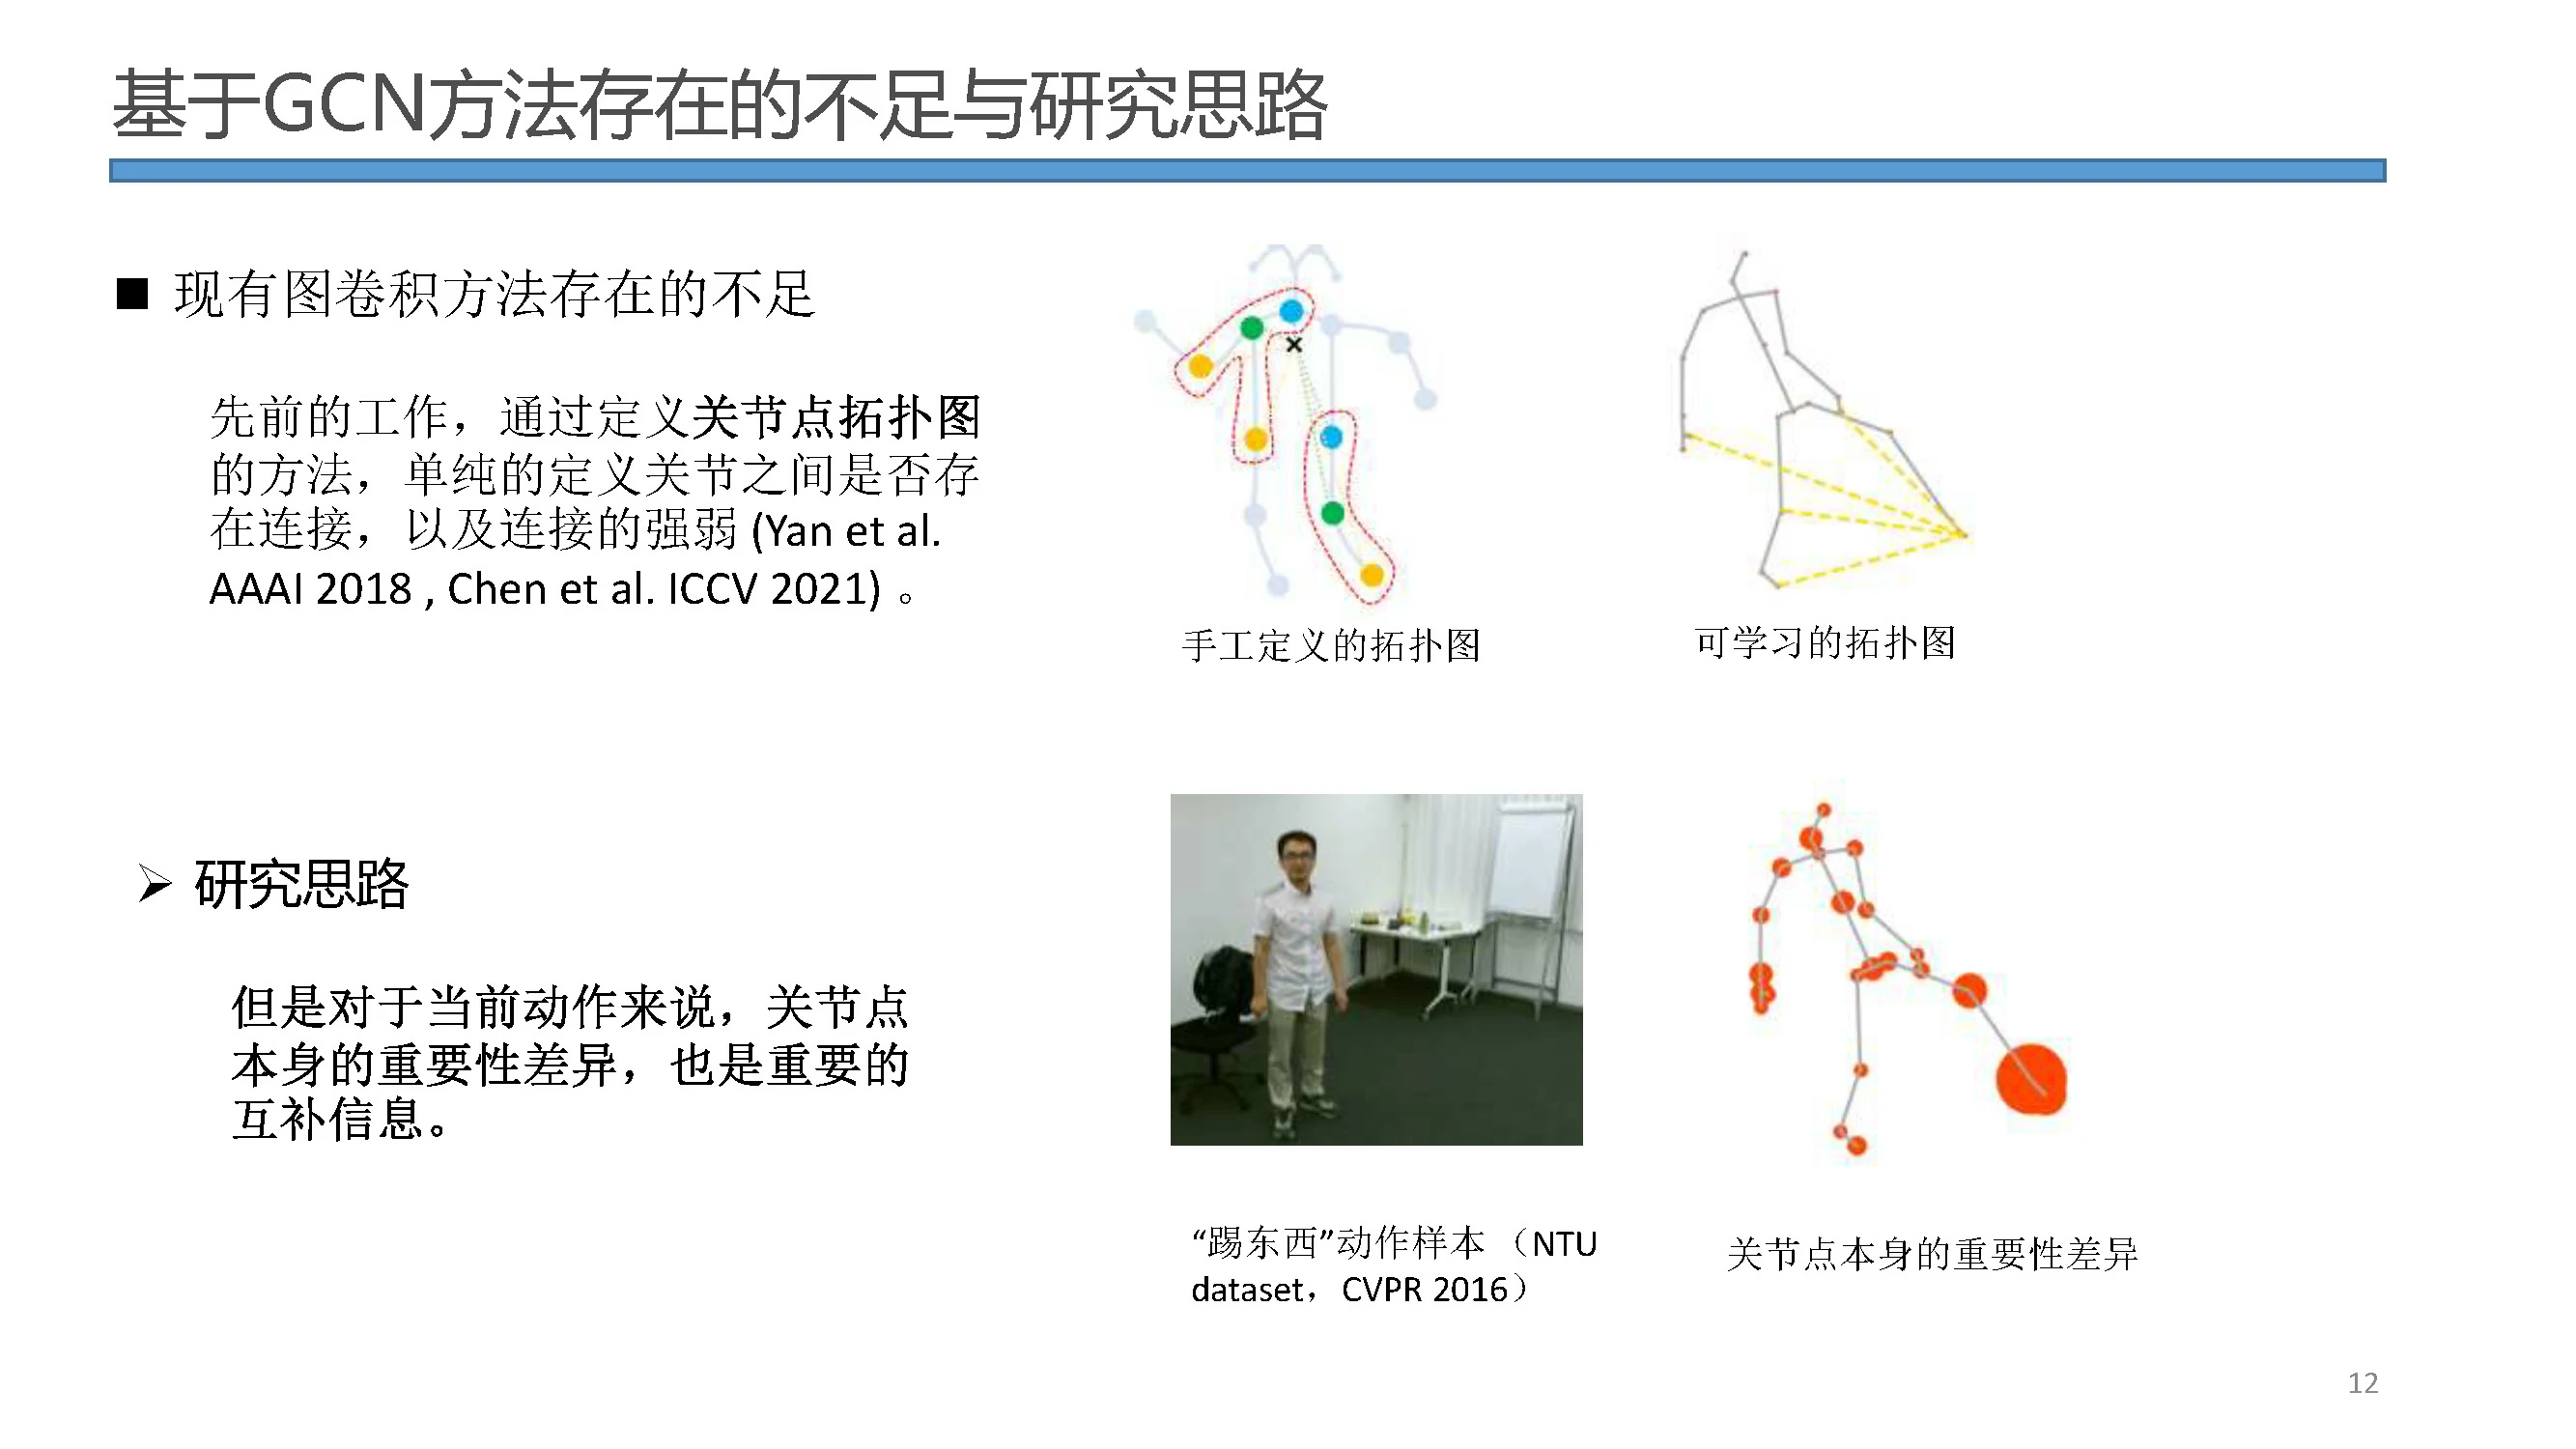 基于GCN方法存在的不足与研究思路
■ 现有图卷积方法存在的不足
先前的工作，通过定义关节点拓扑图
的方法，单纯的定义关节之间是否存
在连接，以及连接的强弱 (Yan et al.
AAAI 2018 , Chen et al. ICCV 2021) 。
手工定义的拓扑图
可学习的拓扑图
➢ 研究思路
但是对于当前动作来说，关节点
本身的重要性差异，也是重要的
互补信息。
“踢东西”动作样本 （NTU
dataset，CVPR 2016）
关节点本身的重要性差异
12